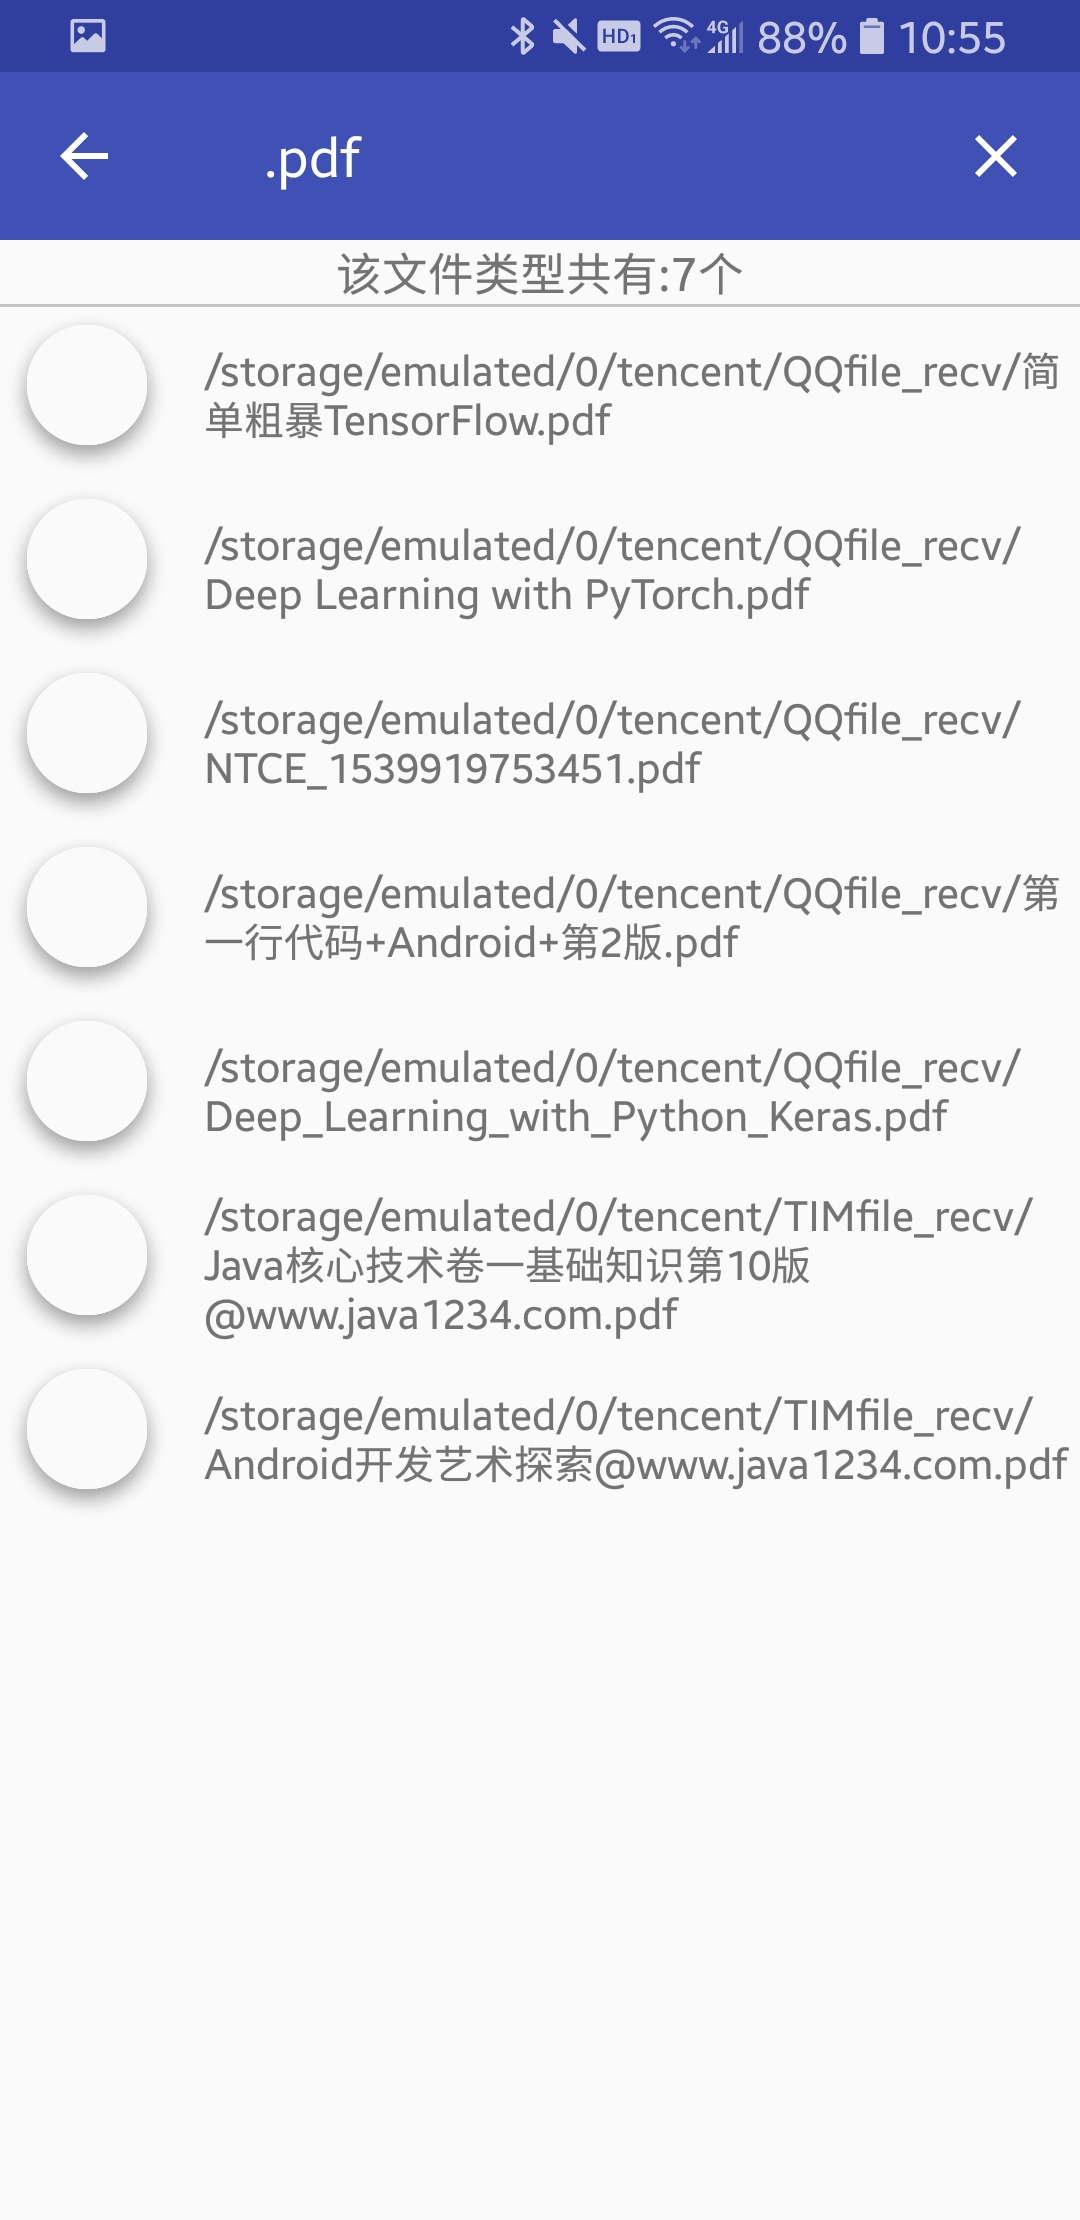 HD1 4G 88% 10:55
.pdf
该文件类型共有:7个
/storage/emulated/0/tencent/QQfile_recv/简
单粗暴TensorFlow.pdf
/storage/emulated/0/tencent/QQfile_recv/
Deep Learning with PyTorch.pdf
/storage/emulated/0/tencent/QQfile_recv/
NTCE_1539919753451.pdf
/storage/emulated/0/tencent/QQfile_recv/第
一行代码+Android+第2版.pdf
/storage/emulated/0/tencent/QQfile_recv/
Deep_Learning_with_Python_Keras.pdf
/storage/emulated/0/tencent/TIMfile_recv/
Java核心技术卷一基础知识第10版
@www.java1234.com.pdf
/storage/emulated/0/tencent/TIMfile_recv/
Android开发艺术探索@www.java1234.com.pdf